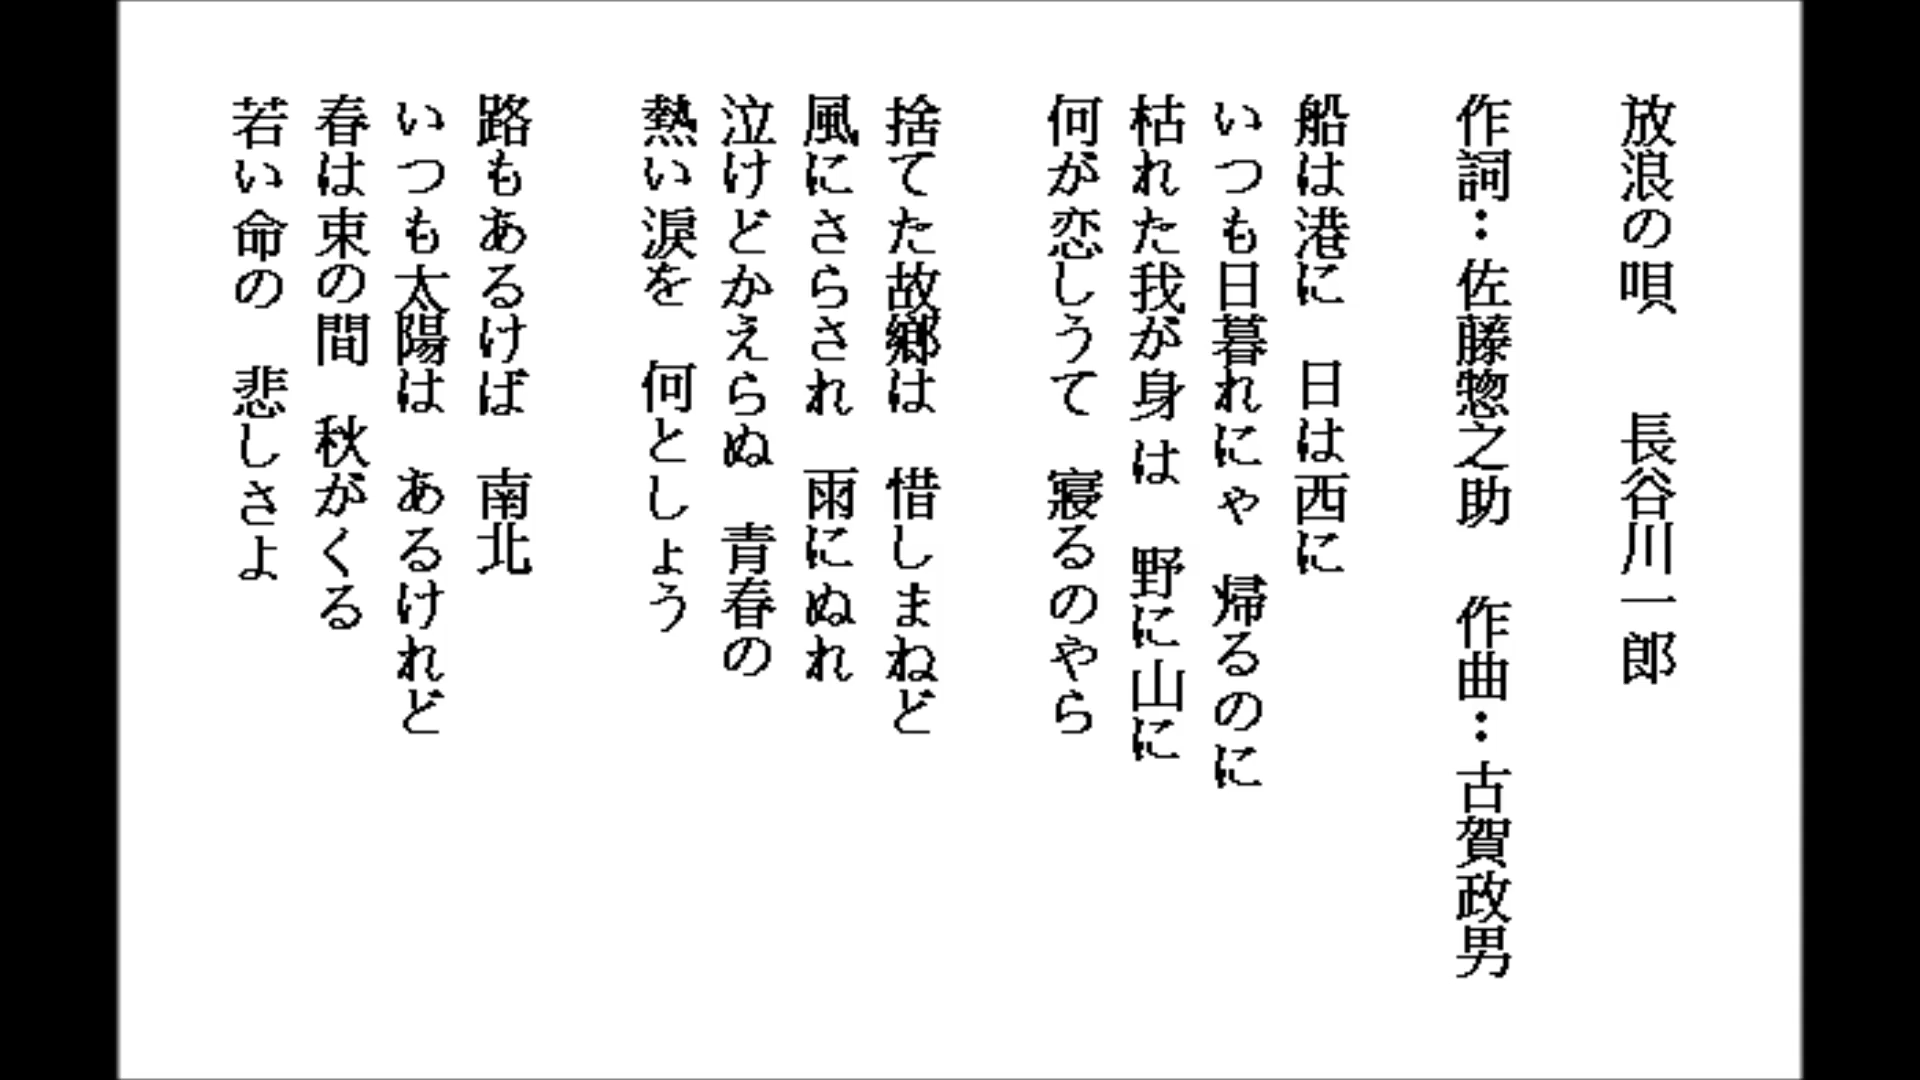 放浪の唄　長谷川一郎
作詞：佐藤惣之助　作曲：古賀政男
船は港に　日は西に
いつも日暮れにゃ　帰るのに
枯れた我が身は　野に山に
何が恋しうて　寝るのやら
捨てた故郷は　惜しまねど
風にさらされ　雨にぬれ
泣けどかえらぬ　青春の
熱い涙を　何としょう
路もあるけば　南北
いつも太陽は　あるけれど
春は束の間　秋がくる
若い命の　悲しさよ